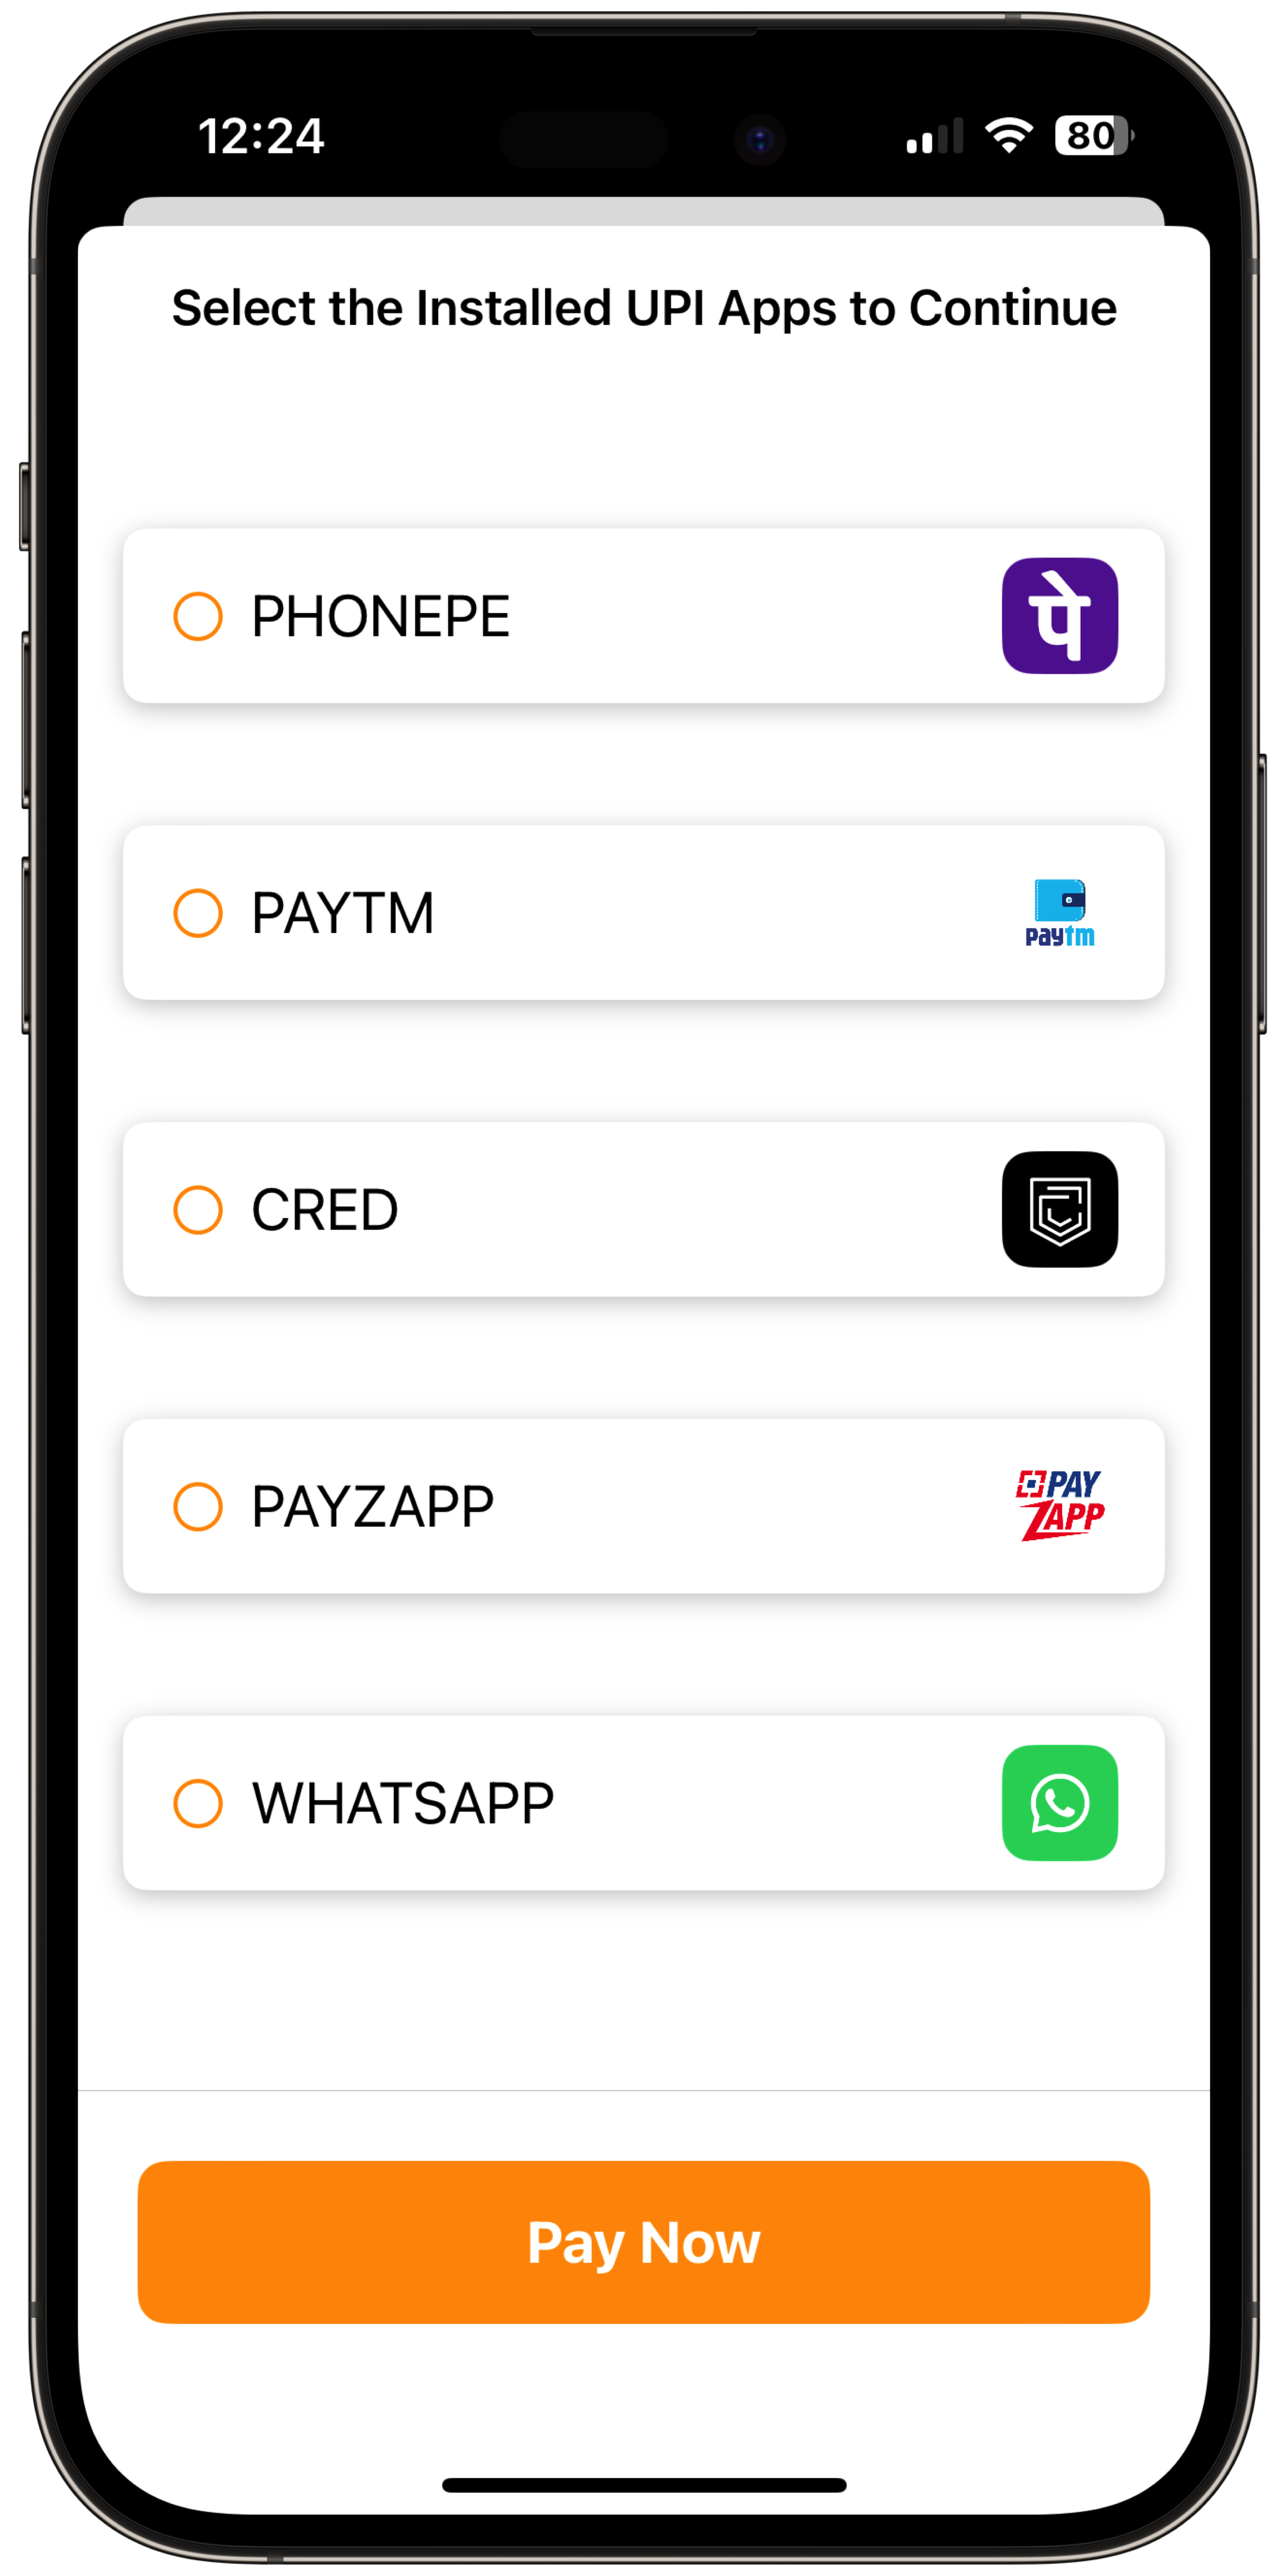 12:24
80
Select the Installed UPI Apps to Continue
PHONEPE
पे
PAYTM
paytm
CRED
PAYZAPP
PAY
ZAPP
WHATSAPP
Pay Now